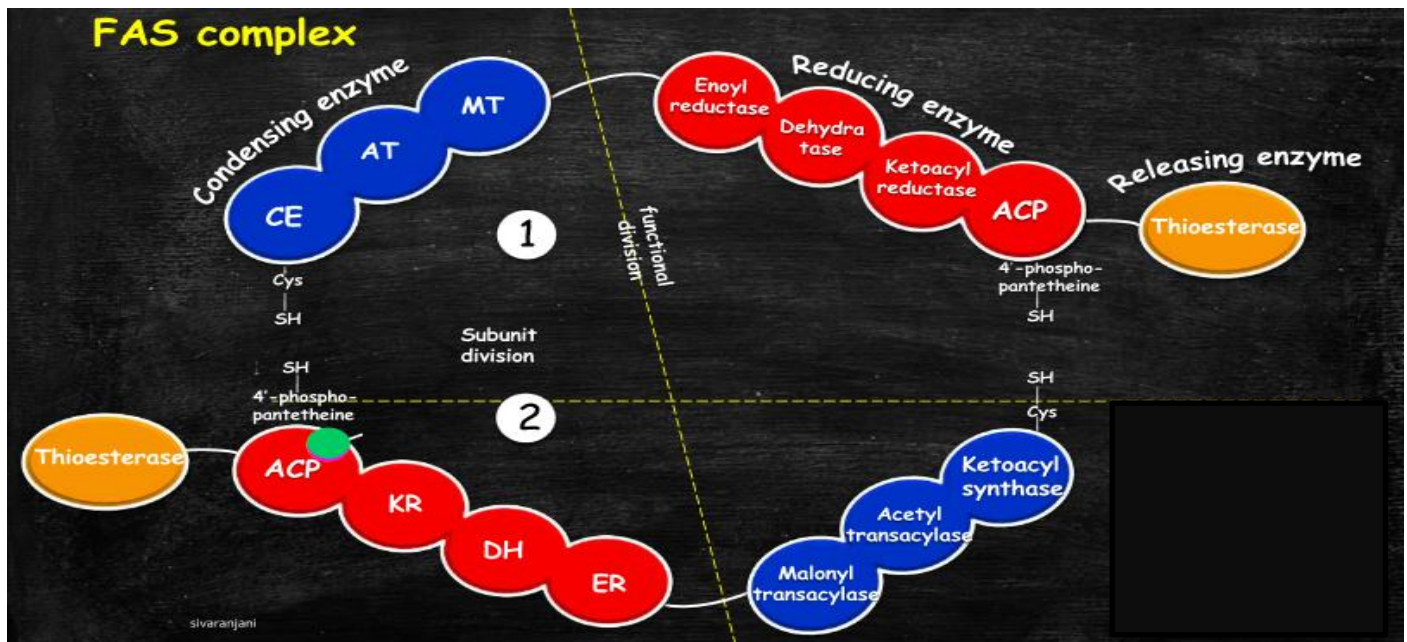 FAS complex
Condensing enzyme
CE
AT
MT
Enoyl
reductase
Dehydra
tase
Ketoacyl
reductase
ACP
Reducing enzyme
Releasing enzyme
Thioesterase
1
functional
division
Cys
SH
4'-phospho-
pantetheine
SH
Subunit
division
SH
4'-phospho-
pantetheine
SH
Cys
2
Thioesterase
ACP
KR
DH
ER
Malonyl
transacylase
Acetyl
transacylase
Ketoacyl
synthase
sivaranjani